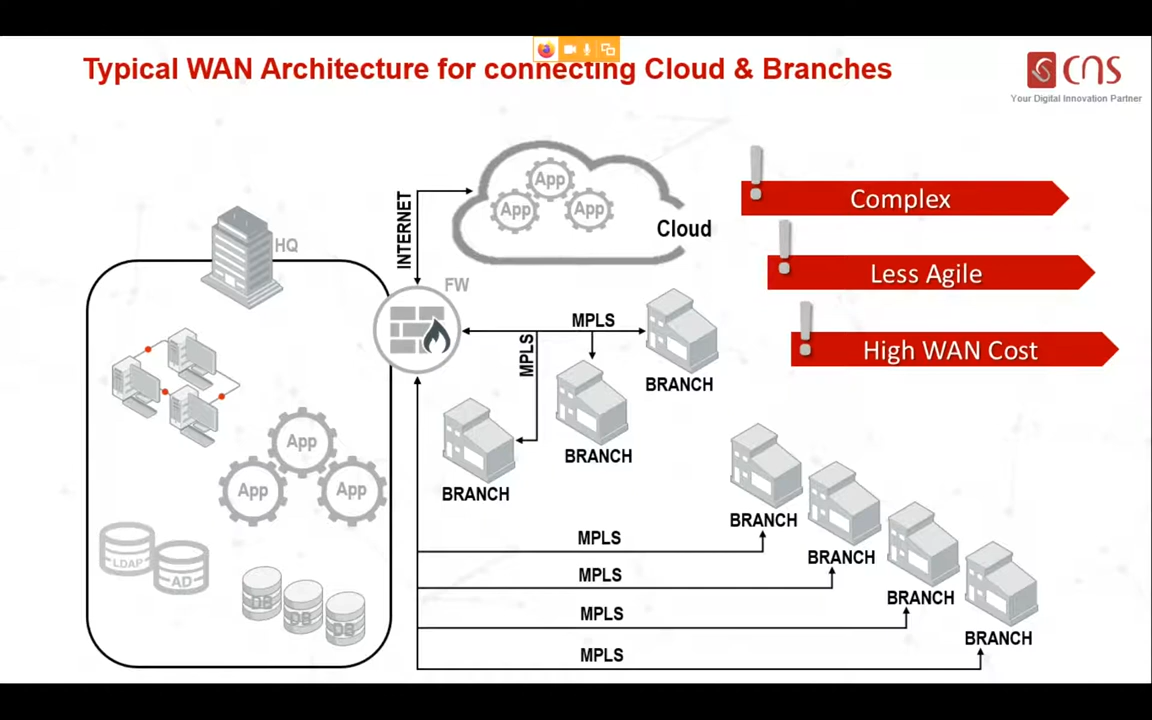 Typical WAN Architecture for connecting Cloud & Branches
CNS
Your Digital Innovation Partner
App
App
App
Cloud
INTERNET
HQ
FW
Complex
Less Agile
High WAN Cost
MPLS
MPLS
BRANCH
BRANCH
BRANCH
App
App
App
LDAP
AD
DB
DB
DB
BRANCH
BRANCH
BRANCH
BRANCH
MPLS
MPLS
MPLS
MPLS